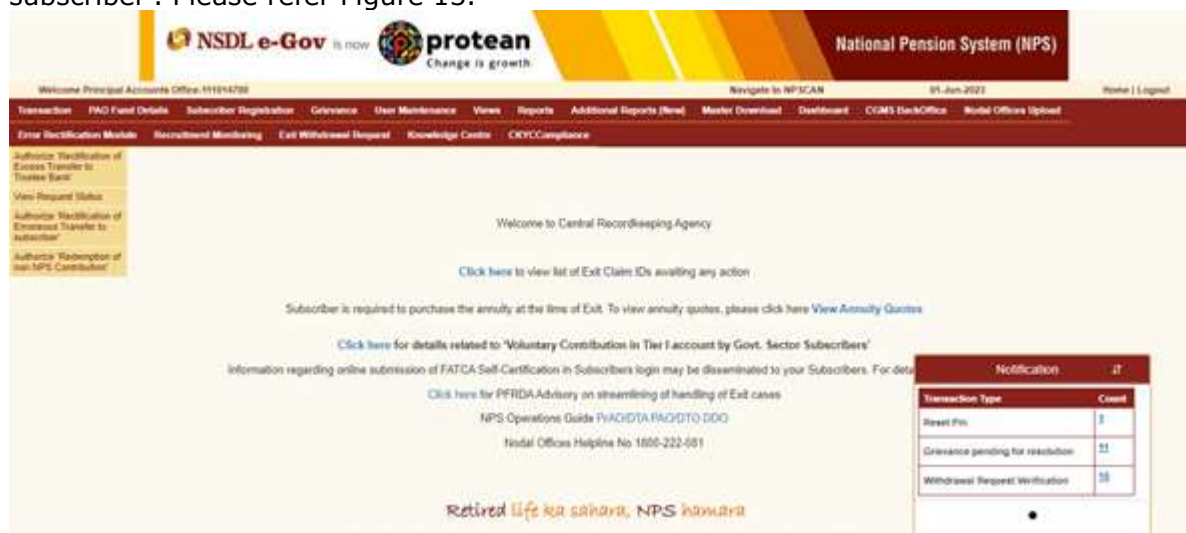 subscriber'. Please refer Figure 15.
NSDL e-Gov is now protean
Change is growth
National Pension System (NPS)
Welcome Principal Accounts Office-111014700
Navigate to NPSCAN
01-Jun-2023
Home | Logout
Transaction PAO Fund Details Subscriber Registration Grievance User Maintenance Views Reports Additional Reports (New) Master Download Dashboard CGMS BackOffice Nodal Offices Upload
Error Rectification Module Recruitment Monitoring Exit Withdrawal Request Knowledge Centre CKYCCompliance
Authorize 'Rectification of
Excess Transfer to
Trustee Bank'
View Request Status
Authorize 'Rectification of
Erroneous Transfer to
subscriber'
Authorize 'Redemption of
non NPS Contribution'
Welcome to Central Recordkeeping Agency
Click here to view list of Exit Claim IDs awaiting any action
Subscriber is required to purchase the annuity at the time of Exit. To view annuity quotes, please click here View Annuity Quotes
Click here for details related to 'Voluntary Contribution in Tier I account by Govt. Sector Subscribers'
Information regarding online submission of FATCA Self-Certification in Subscribers login may be disseminated to your Subscribers. For deta
Click here for PFRDA Advisory on streamlining of handling of Exit cases
NPS Operations Guide PrAO/DTA PAO/DTO DDO
Nodal Offices Helpline No 1800-222-081
Retired life ka sahara, NPS hamara
Notification
Transaction Type Count
Reset Pin
Grievance pending for resolution 11
Withdrawal Request Verification